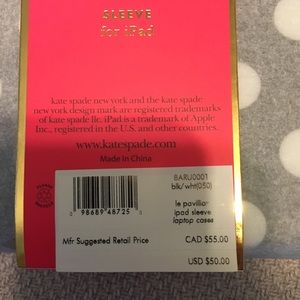 SLEEVE
for iPad
kate spade new york and the kate spade
new york design mark are registered trademarks
of kate spade llc. iPad is a trademark of Apple
Inc., registered in the U.S. and other countries.
www.katespade.com
Made in China
BARU0001
blk/wht(050)
le pavillion
ipad sleeve
laptop cases
98689 48725
Mfr Suggested Retail Price
CAD $55.00
USD $50.00